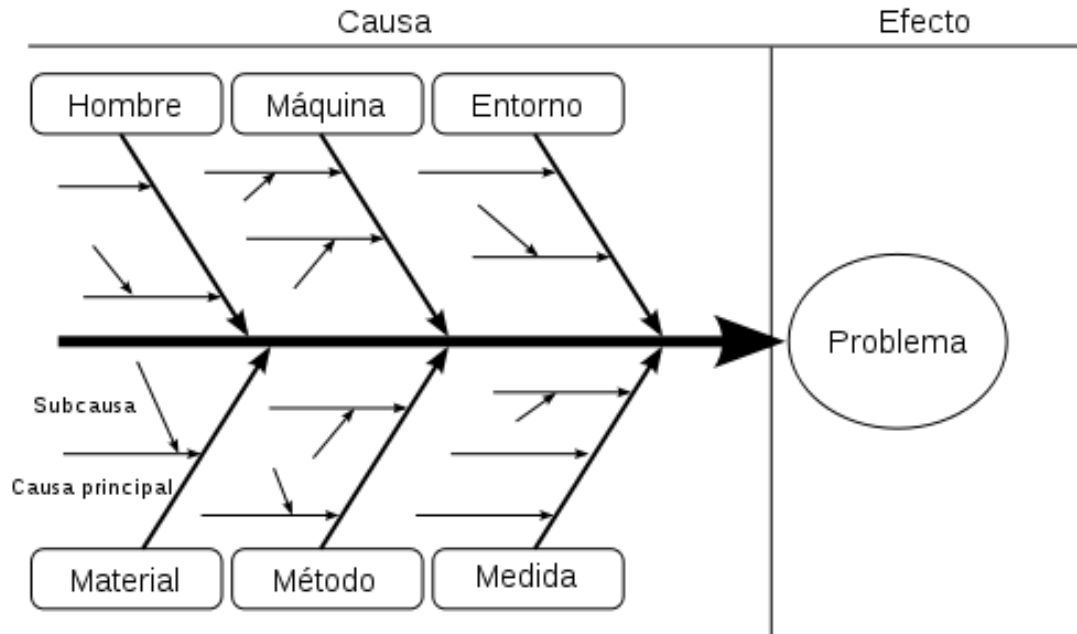 Causa
Efecto
Hombre
Máquina
Entorno
Problema
Subcausa
Causa principal
Material
Método
Medida